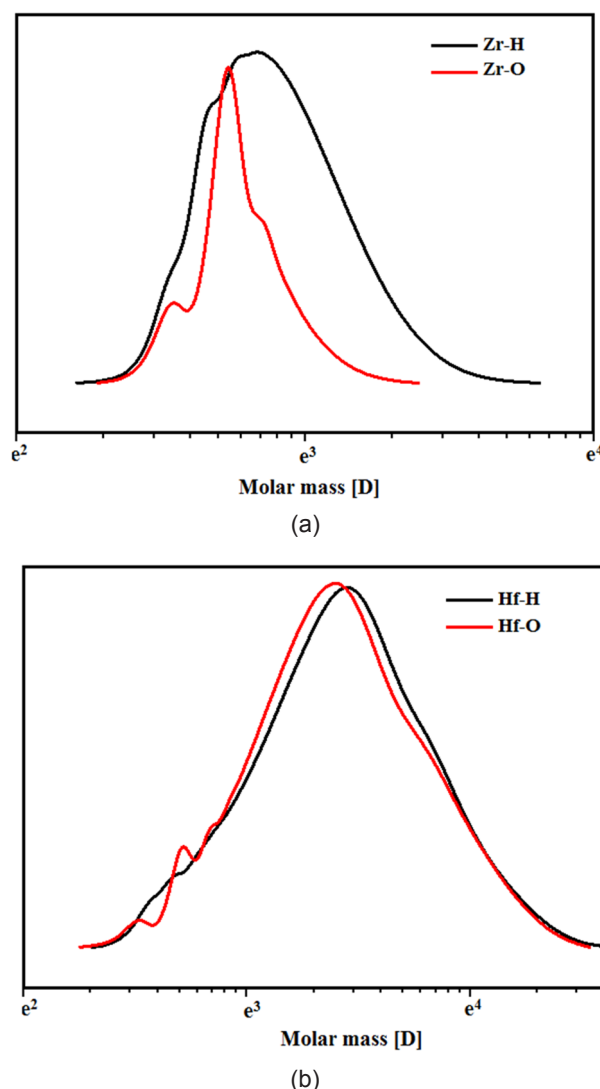 Zr-H
Zr-O
e²
e³
e⁴
Molar mass [D]
(a)
Hf-H
Hf-O
e²
e³
e⁴
Molar mass [D]
(b)